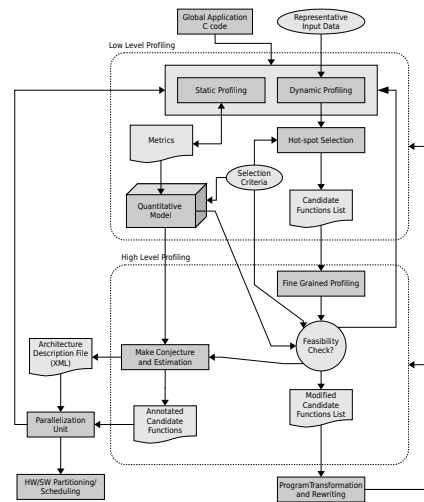 Global Application
C code
Representative
Input Data
Low Level Profiling
Static Profiling
Dynamic Profiling
Metrics
Hot-spot Selection
Selection
Criteria
Quantitative
Model
Candidate
Functions List
High Level Profiling
Fine Grained Profiling
Feasibility
Check?
Architecture
Description File
(XML)
Make Conjecture
and Estimation
Modified
Candidate
Functions List
Annotated
Candidate
Functions
Parallelization
Unit
HW/SW Partitioning/
Scheduling
ProgramTransformation
and Rewriting